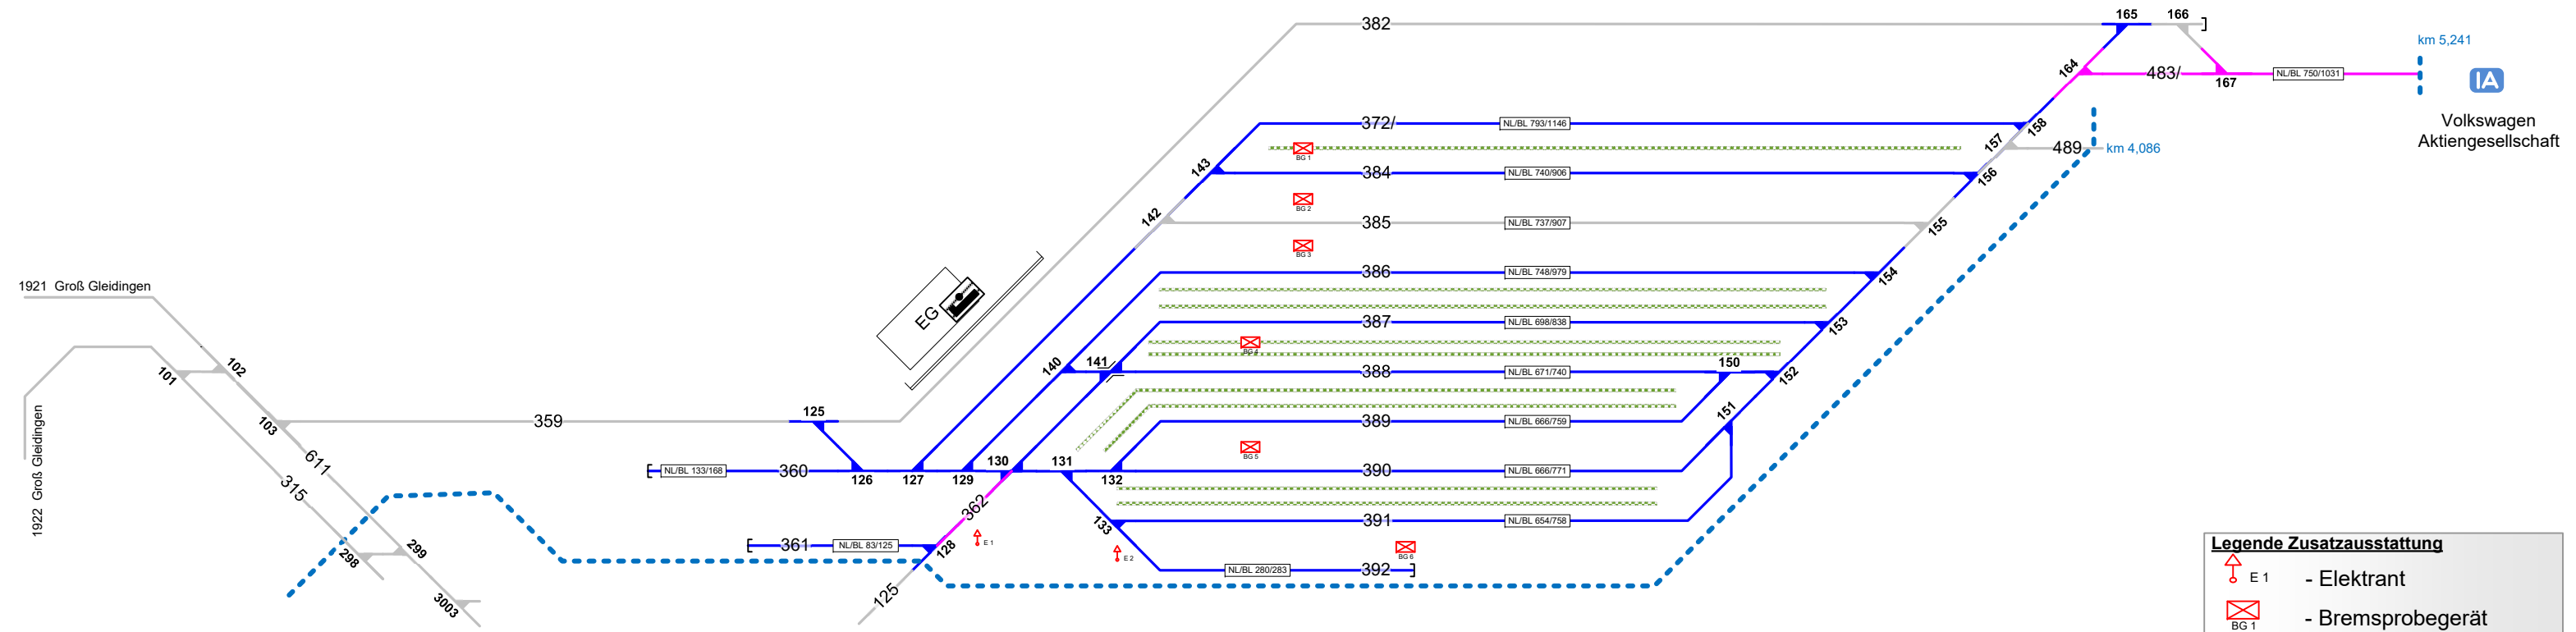 382
165
166
km 5,241
164
483/
167
NL/BL 750/1031
IA
Volkswagen
Aktiengesellschaft
372/
NL/BL 793/1146
158
157
489
km 4,086
BG 1
143
384
NL/BL 740/906
156
BG 2
142
385
NL/BL 737/907
155
BG 3
386
NL/BL 748/979
154
EG
1921 Groß Gleidingen
387
NL/BL 698/838
153
BG 4
102
101
140
141
388
NL/BL 671/740
150
152
1922 Groß Gleidingen
103
359
125
389
NL/BL 666/759
151
BG 5
611
NL/BL 133/168
360
126
127
129
130
131
132
390
NL/BL 666/771
315
362
133
391
NL/BL 654/758
298
299
361
NL/BL 83/125
128
E 1
E 2
BG 6
NL/BL 280/283
392
3003
125
Legende Zusatzausstattung
E 1
- Elektrant
BG 1
- Bremsprobegerät